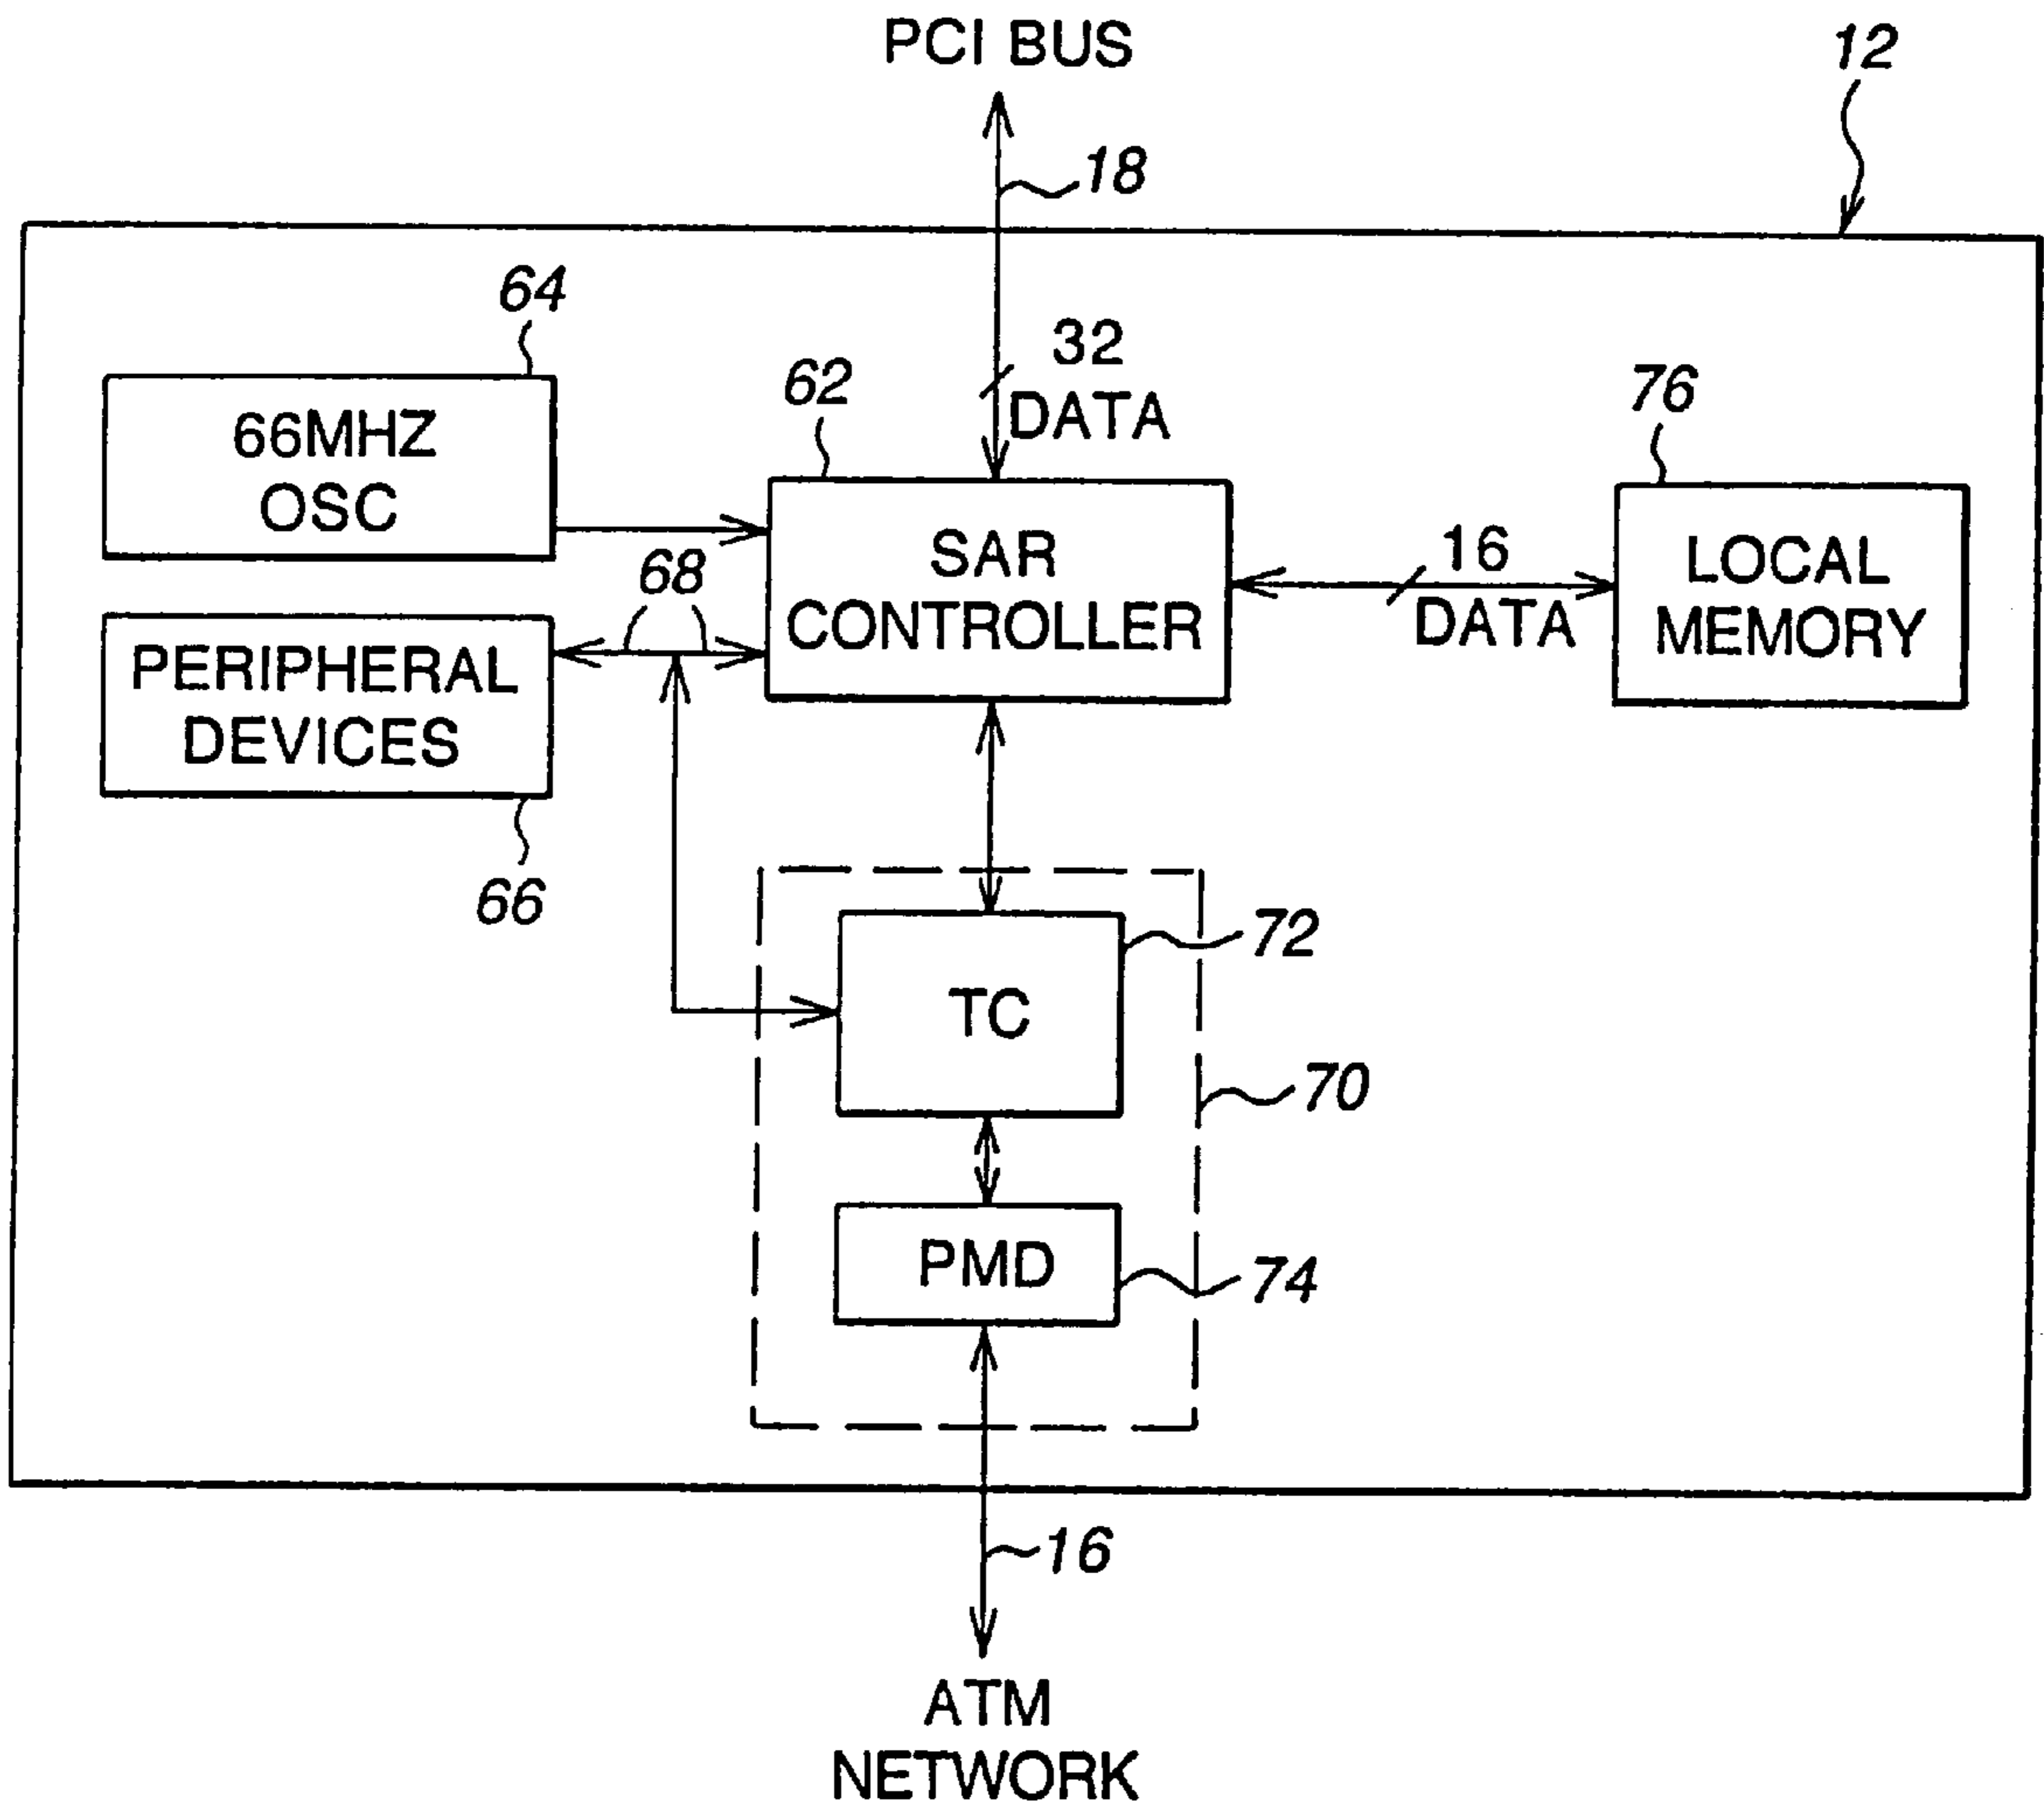 PCI BUS
12
18
64
32
DATA
62
76
66MHZ
OSC
SAR
CONTROLLER
16
DATA
LOCAL
MEMORY
68
PERIPHERAL
DEVICES
66
72
TC
70
PMD
74
16
ATM
NETWORK